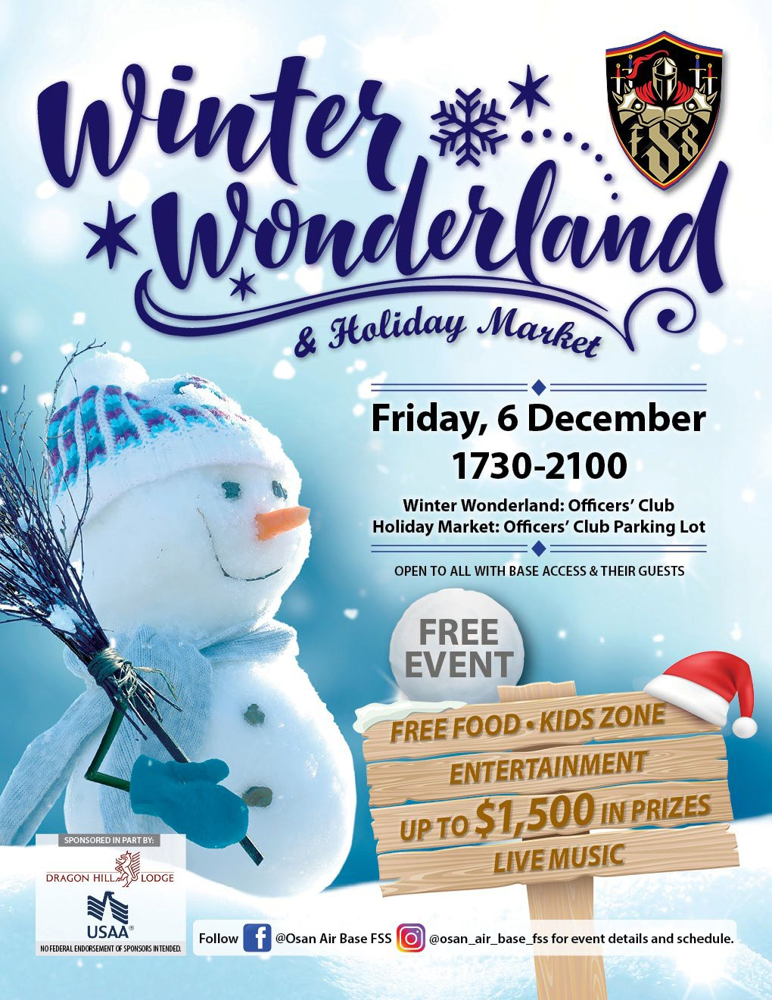 Winter
Wonderland
& Holiday Market
FSS
Friday, 6 December
1730-2100
Winter Wonderland: Officers' Club
Holiday Market: Officers' Club Parking Lot
OPEN TO ALL WITH BASE ACCESS & THEIR GUESTS
FREE
EVENT
FREE FOOD • KIDS ZONE
ENTERTAINMENT
UP TO $1,500 IN PRIZES
LIVE MUSIC
SPONSORED IN PART BY:
DRAGON HILL LODGE
USAA®
NO FEDERAL ENDORSEMENT OF SPONSORS INTENDED.
Follow @Osan Air Base FSS @osan_air_base_fss for event details and schedule.